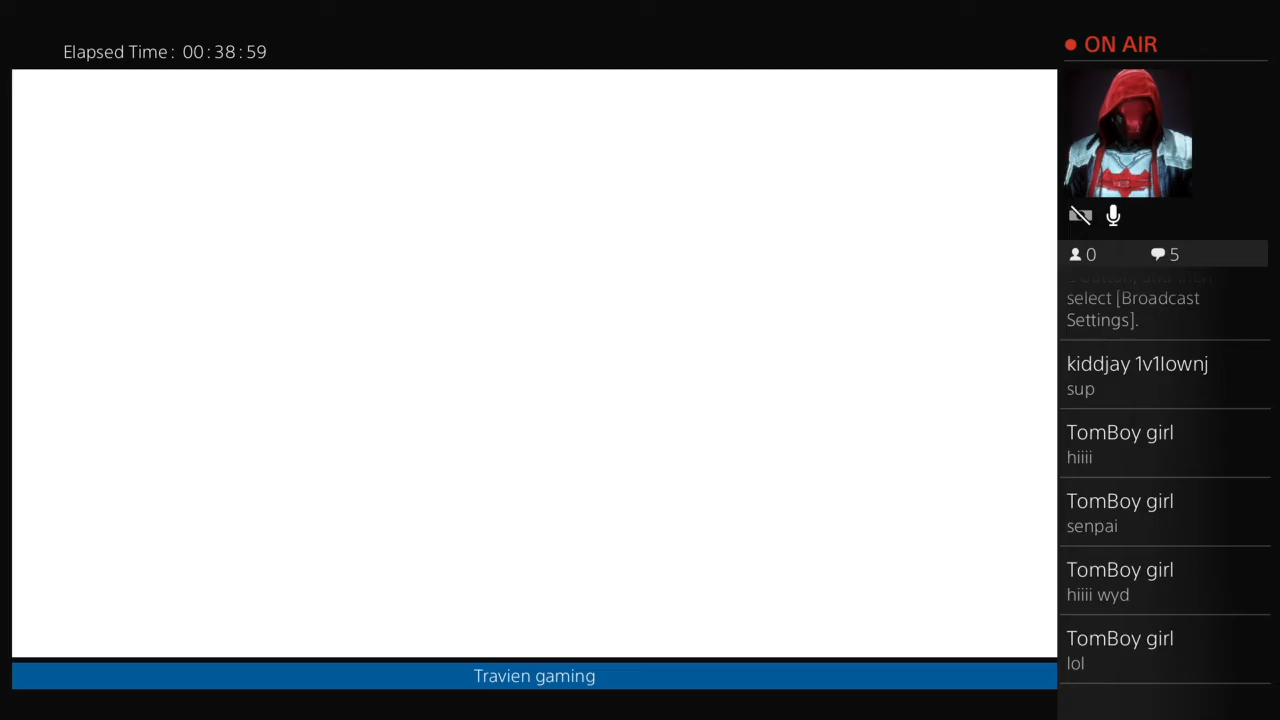 Elapsed Time: 00:38:59
ON AIR
0 5
select [Broadcast
Settings].
kiddjay 1v1Iownj
sup
TomBoy girl
hiiii
TomBoy girl
senpai
TomBoy girl
hiiii wyd
TomBoy girl
lol
Travien gaming